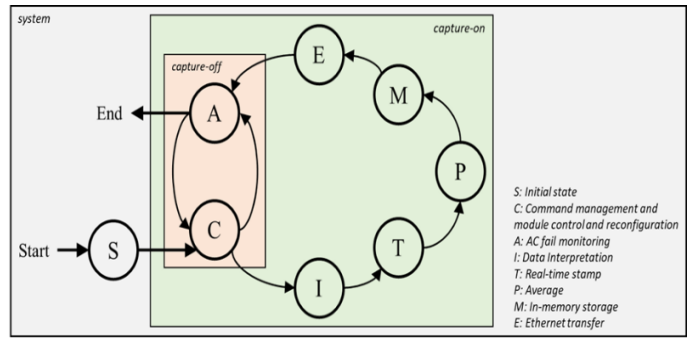 system
capture-on
capture-off
E
M
A
End
P
C
Start
S
T
I
S: Initial state
C: Command management and
module control and reconfiguration
A: AC fail monitoring
I: Data Interpretation
T: Real-time stamp
P: Average
M: In-memory storage
E: Ethernet transfer